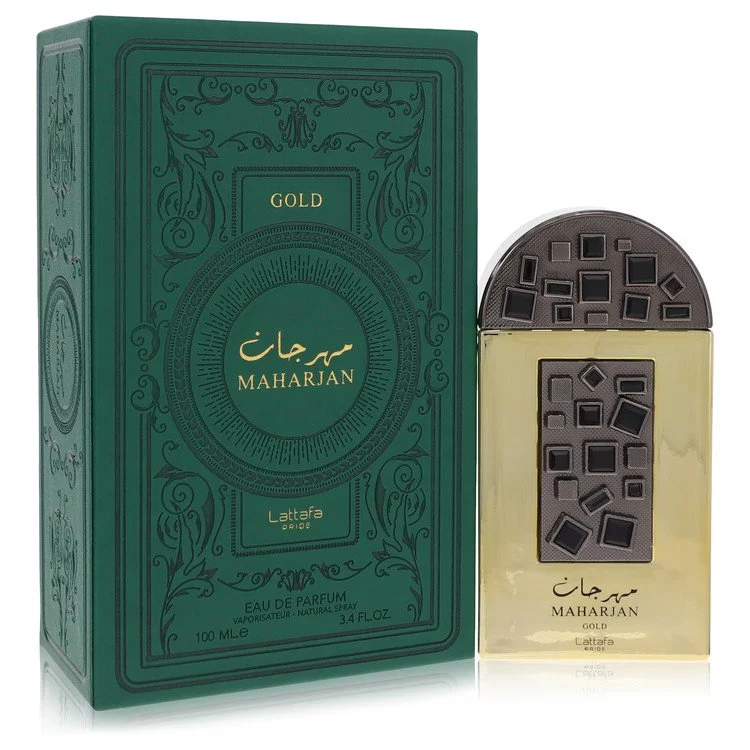 GOLD
مهرجان
MAHARJAN
Lattafa
PRIDE
EAU DE PARFUM
VAPORISATEUR - NATURAL SPRAY
100 MLe 3.4 FL.OZ.
مهرجان
MAHARJAN
GOLD
Lattafa
PRIDE